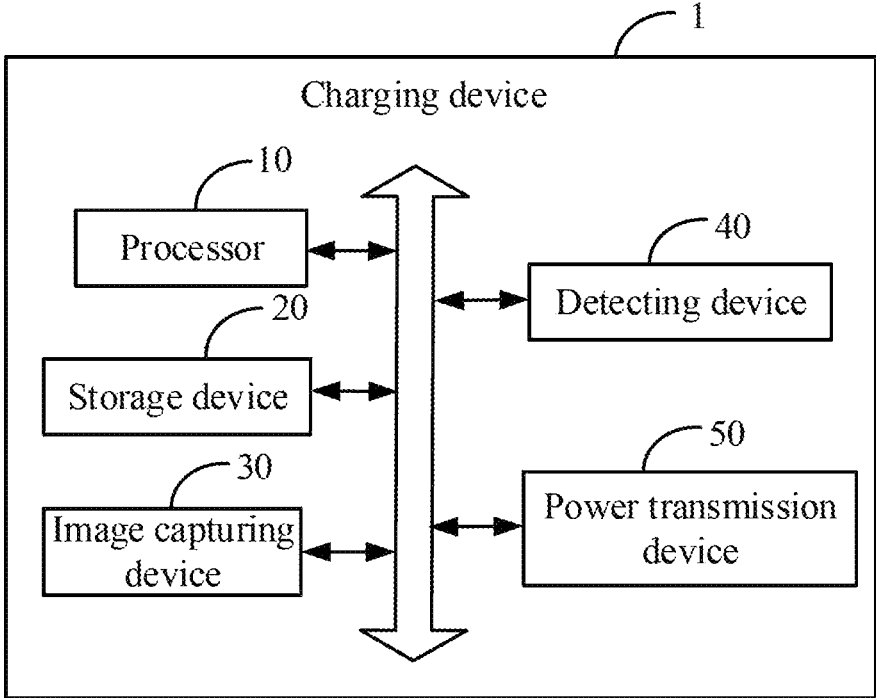 1
Charging device
10
Processor
20
Storage device
30
Image capturing
device
40
Detecting device
50
Power transmission
device